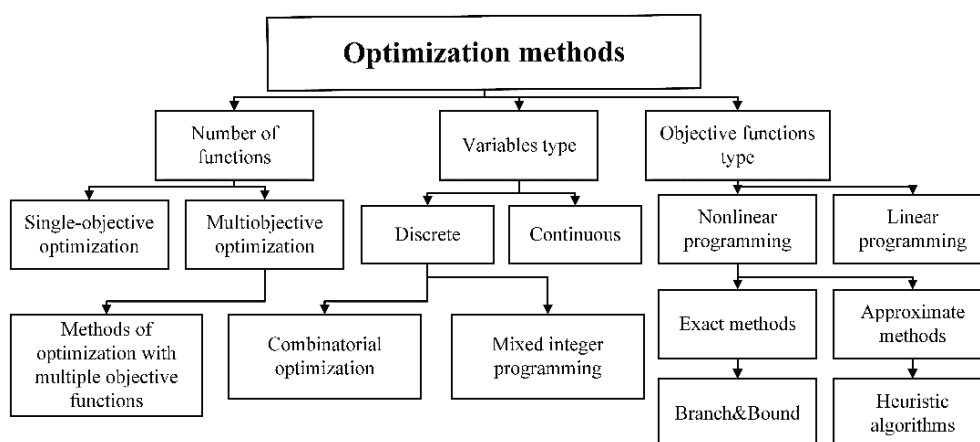 Optimization methods
Number of
functions
Variables type
Objective functions
type
Single-objective
optimization
Multiobjective
optimization
Discrete
Continuous
Nonlinear
programming
Linear
programming
Methods of
optimization with
multiple objective
functions
Combinatorial
optimization
Mixed integer
programming
Exact methods
Approximate
methods
Branch&Bound
Heuristic
algorithms